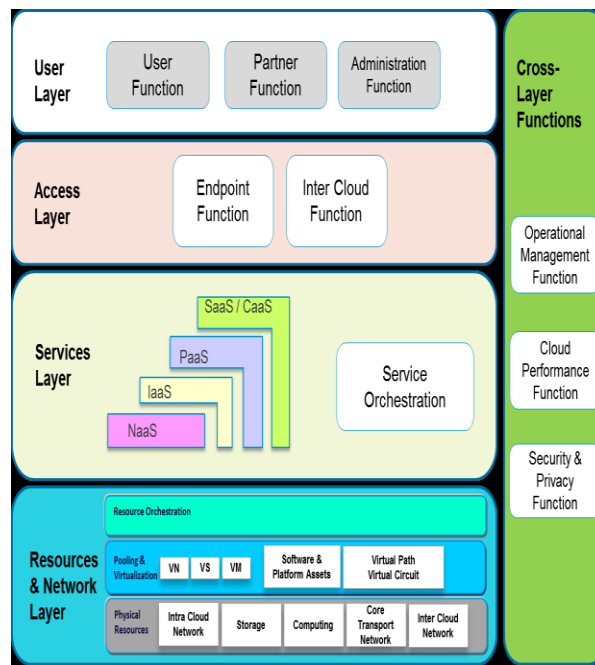 User
Layer
User
Function
Partner
Function
Administration
Function
Cross-
Layer
Functions
Access
Layer
Endpoint
Function
Inter Cloud
Function
Operational
Management
Function
Cloud
Performance
Function
Security &
Privacy
Function
Services
Layer
SaaS / CaaS
PaaS
IaaS
NaaS
Service
Orchestration
Resources
& Network
Layer
Resource Orchestration
Pooling &
Virtualization
VN
VS
VM
Software &
Platform Assets
Virtual Path
Virtual Circuit
Physical
Resources
Intra Cloud
Network
Storage
Computing
Core
Transport
Network
Inter Cloud
Network